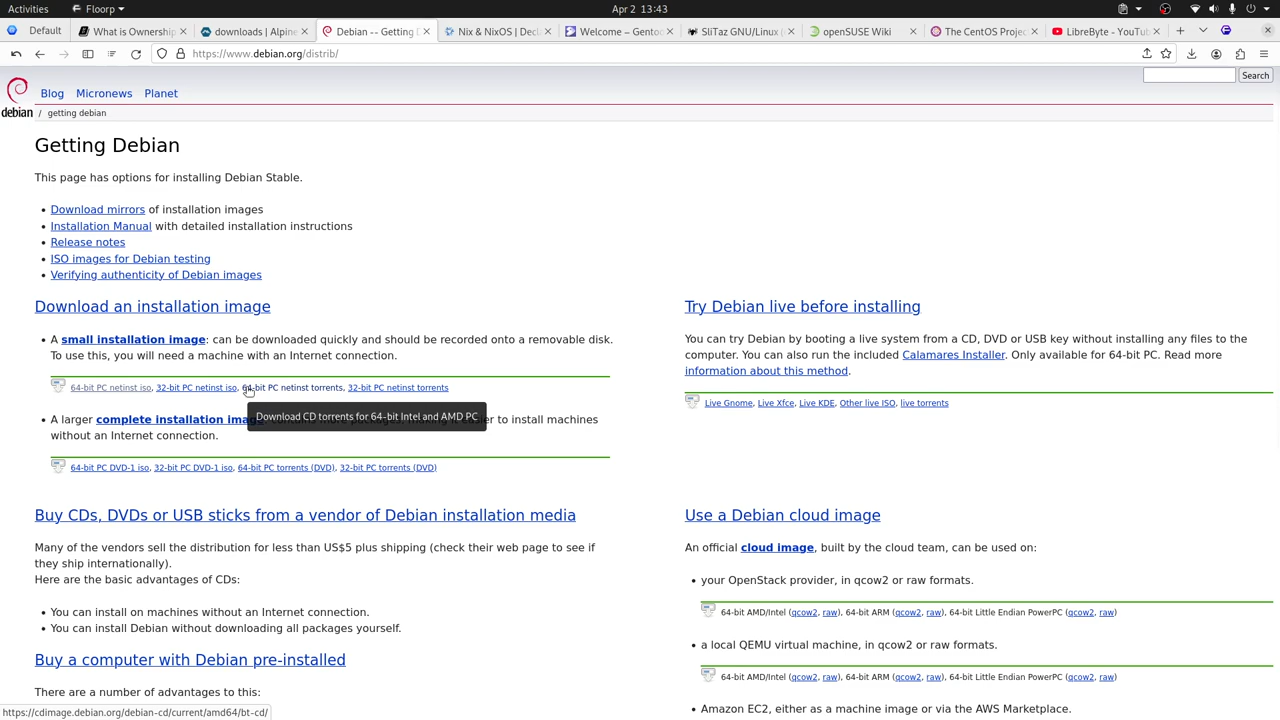 Activities
Floorp
Apr 2 13:43
Default
What is Ownership
downloads | Alpine
Debian -- Getting D
Nix & NixOS | Decla
Welcome – Gentoo
SliTaz GNU/Linux (
openSUSE Wiki
The CentOS Projec
LibreByte - YouTu
https://www.debian.org/distrib/
Search
debian
Blog
Micronews
Planet
/ getting debian
Getting Debian
This page has options for installing Debian Stable.
• Download mirrors of installation images
• Installation Manual with detailed installation instructions
• Release notes
• ISO images for Debian testing
• Verifying authenticity of Debian images
Download an installation image
• A small installation image: can be downloaded quickly and should be recorded onto a removable disk.
To use this, you will need a machine with an Internet connection.
64-bit PC netinst iso, 32-bit PC netinst iso, 64-bit PC netinst torrents, 32-bit PC netinst torrents
Download CD torrents for 64-bit Intel and AMD PC
• A larger complete installation image: contains more packages, making it easier to install machines
without an Internet connection.
64-bit PC DVD-1 iso, 32-bit PC DVD-1 iso, 64-bit PC torrents (DVD), 32-bit PC torrents (DVD)
Try Debian live before installing
You can try Debian by booting a live system from a CD, DVD or USB key without installing any files to the
computer. You can also run the included Calamares Installer. Only available for 64-bit PC. Read more
information about this method.
Live Gnome, Live Xfce, Live KDE, Other live ISO, live torrents
Buy CDs, DVDs or USB sticks from a vendor of Debian installation media
Many of the vendors sell the distribution for less than US$5 plus shipping (check their web page to see if
they ship internationally).
Here are the basic advantages of CDs:
• You can install on machines without an Internet connection.
• You can install Debian without downloading all packages yourself.
Buy a computer with Debian pre-installed
There are a number of advantages to this:
Use a Debian cloud image
An official cloud image, built by the cloud team, can be used on:
• your OpenStack provider, in qcow2 or raw formats.
64-bit AMD/Intel (qcow2, raw), 64-bit ARM (qcow2, raw), 64-bit Little Endian PowerPC (qcow2, raw)
• a local QEMU virtual machine, in qcow2 or raw formats.
64-bit AMD/Intel (qcow2, raw), 64-bit ARM (qcow2, raw), 64-bit Little Endian PowerPC (qcow2, raw)
• Amazon EC2, either as a machine image or via the AWS Marketplace.
https://cdimage.debian.org/debian-cd/current/amd64/bt-cd/